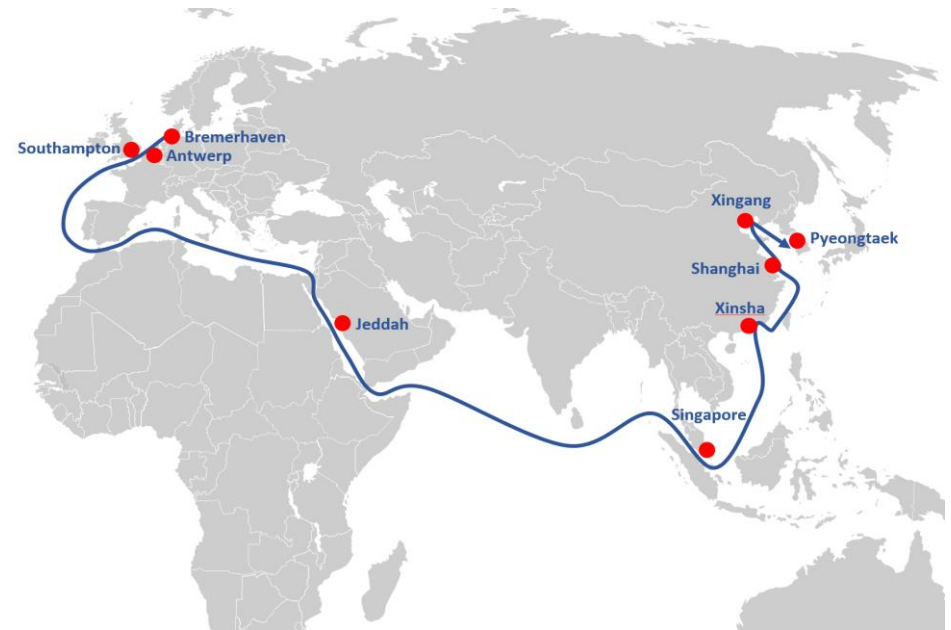 Bremerhaven
Southampton
Antwerp
Xingang
Pyeongtaek
Shanghai
Xinsha
Jeddah
Singapore